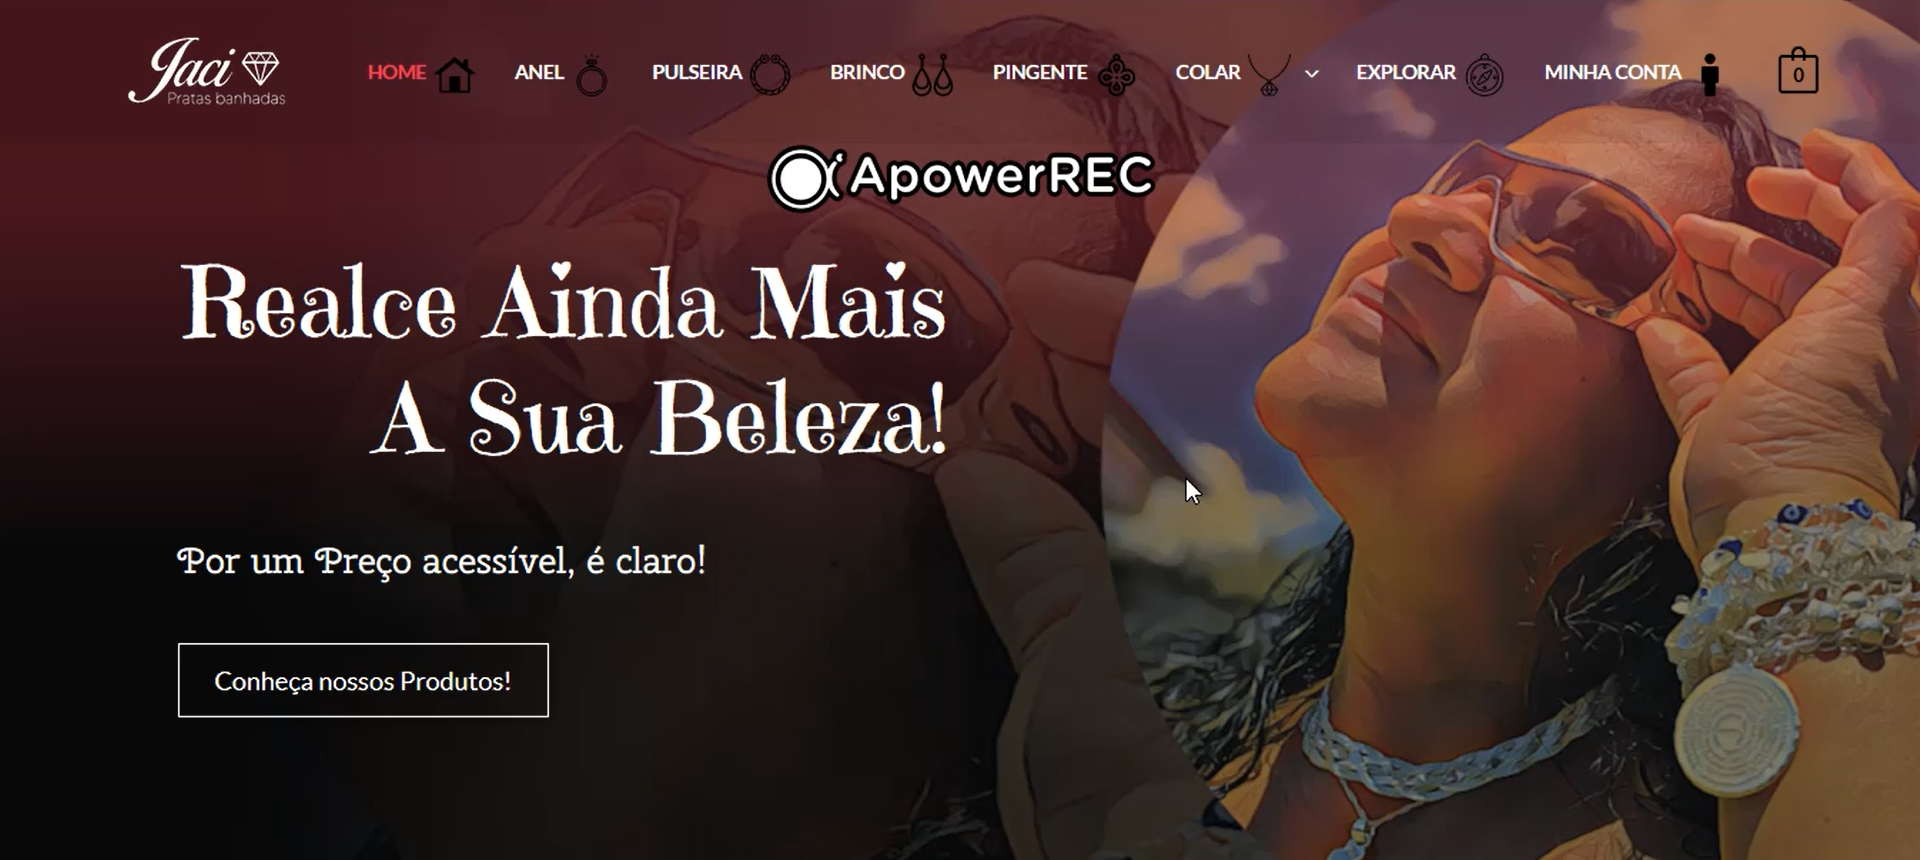 Jaci
Pratas banhadas
HOME
ANEL
PULSEIRA
BRINCO
PINGENTE
COLAR
EXPLORAR
MINHA CONTA
0
ApowerREC
Realce Ainda Mais
A Sua Beleza!
Por um Preço acessível, é claro!
Conheça nossos Produtos!